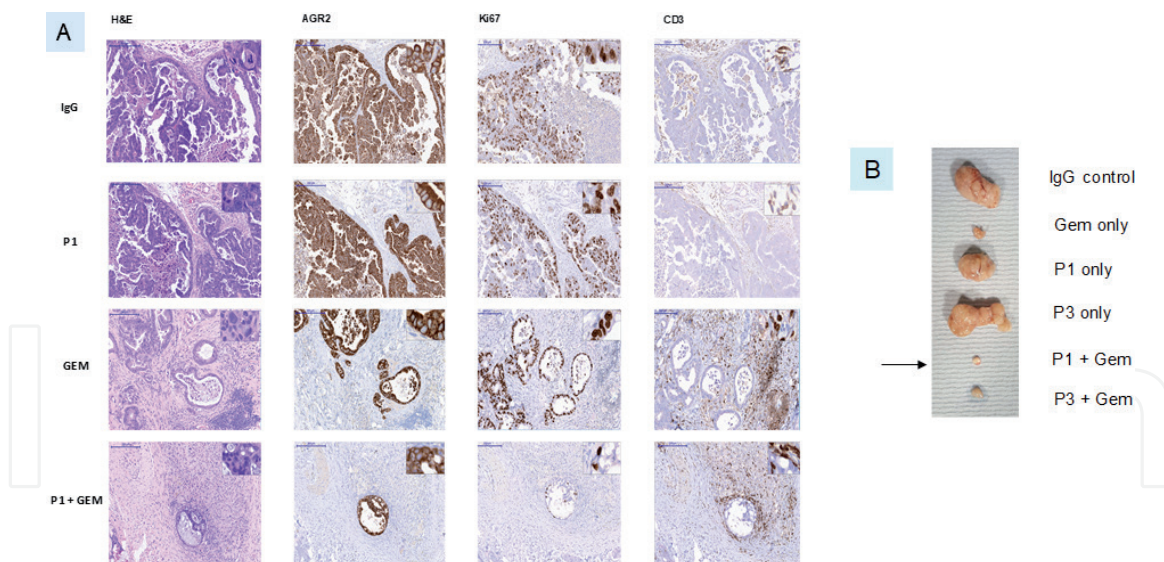 A
H&E AGR2 Ki67 CD3
IgG
P1
GEM
P1 + GEM
B
IgG control
Gem only
P1 only
P3 only
P1 + Gem
P3 + Gem